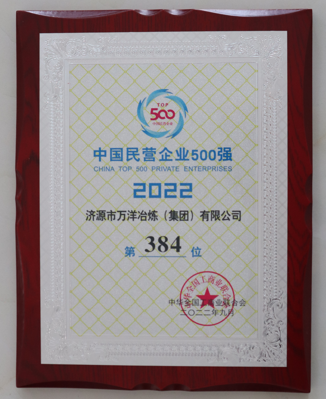 TOP
500
中国民营企业500强
CHINA TOP 500 PRIVATE ENTERPRISES
2022
济源市万洋冶炼（集团）有限公司
第 384 位
中华全国工商业联合会
二〇二二年九月